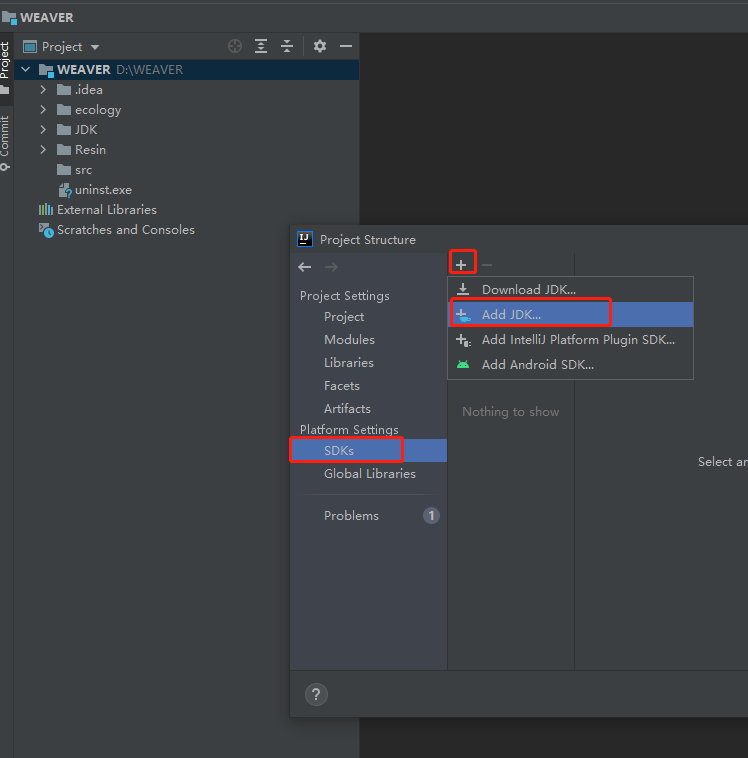 WEAVER
Project
Commit
Project
WEAVER D:\WEAVER
.idea
ecology
JDK
Resin
src
uninst.exe
External Libraries
Scratches and Consoles
IJ Project Structure
Project Settings
Project
Modules
Libraries
Facets
Artifacts
Platform Settings
SDKs
Global Libraries
Problems 1
Download JDK...
Add JDK...
Add IntelliJ Platform Plugin SDK...
Add Android SDK...
Nothing to show
Select an
?